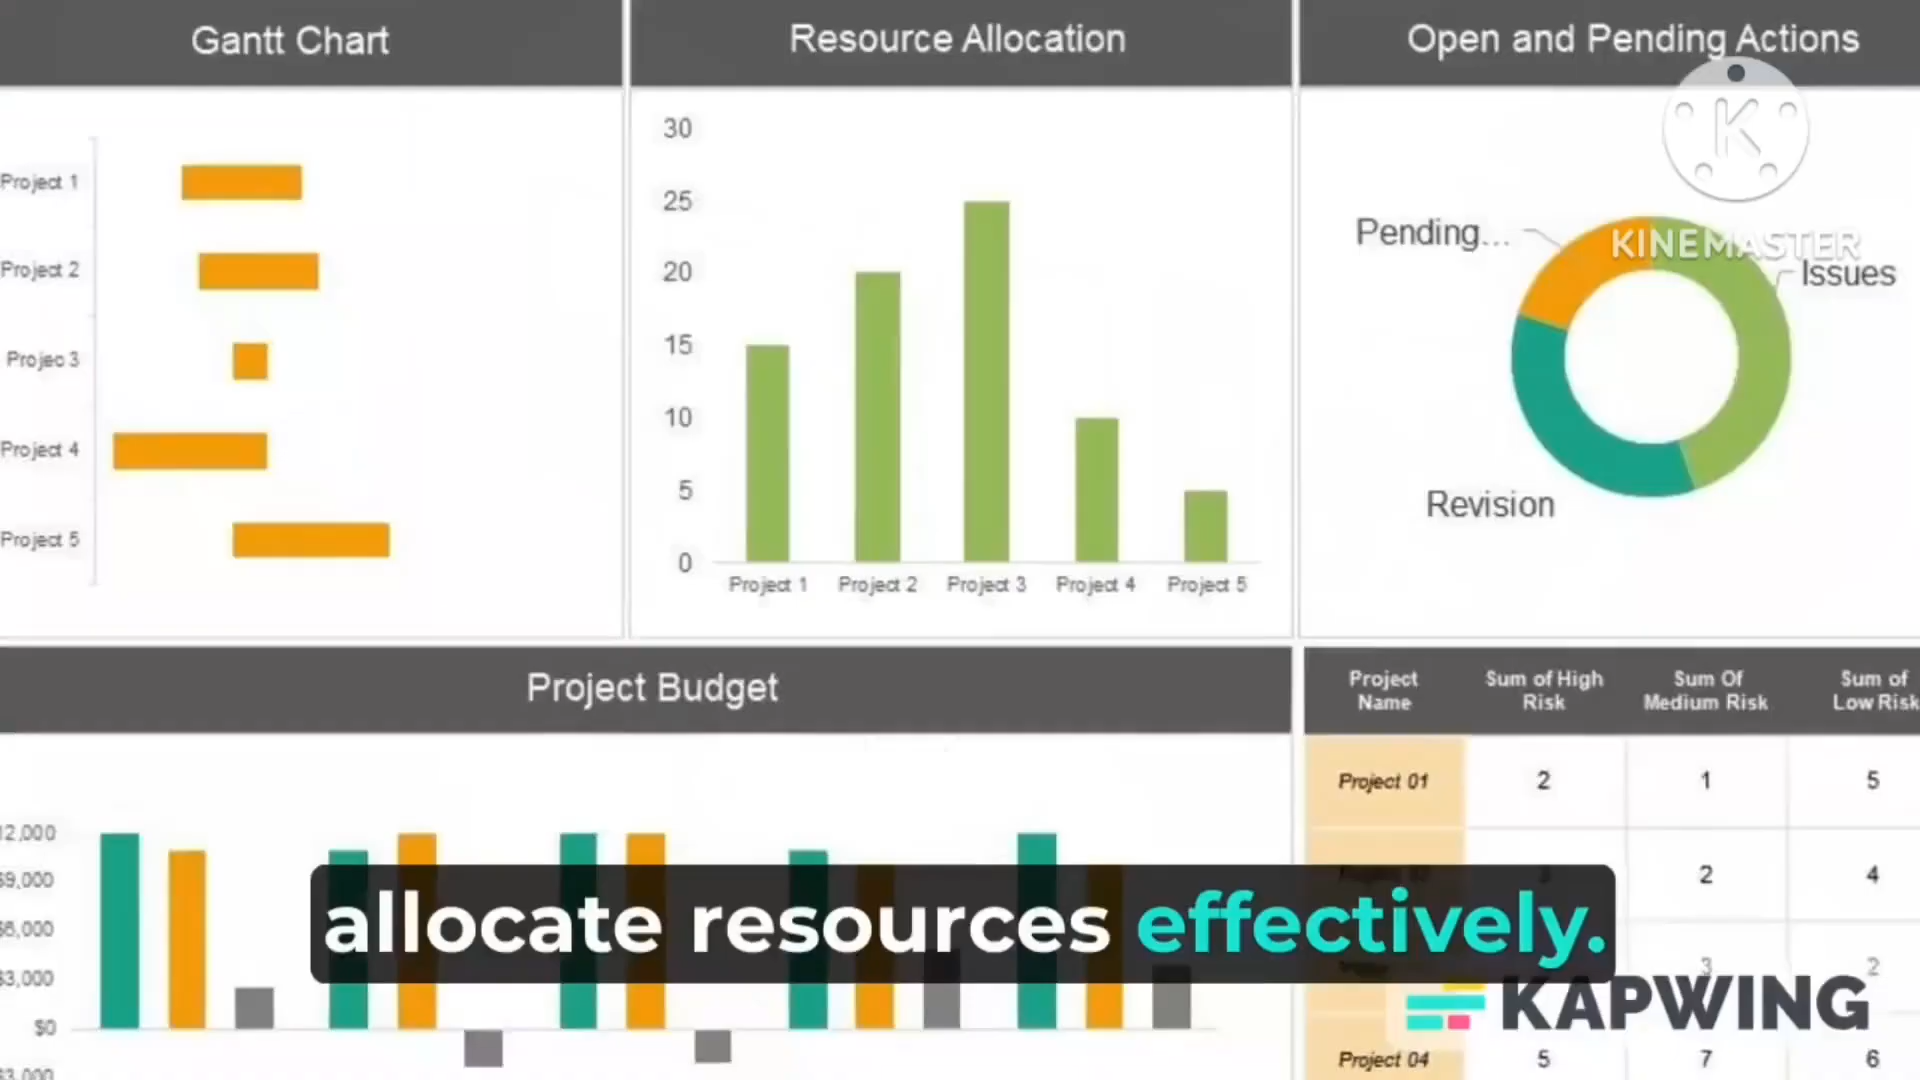 Gantt Chart
Resource Allocation
Open and Pending Actions
Project 1
Project 2
Projec 3
Project 4
Project 5
30
25
20
15
10
5
0
Project 1
Project 2
Project 3
Project 4
Project 5
K
KINEMASTER
Pending...
Issues
Revision
Project Budget
$0
Project
Name
Sum of High
Risk
Sum Of
Medium Risk
Sum of
Low Risk
Project 01
2
1
5
2
4
3
2
Project 04
5
7
6
allocate resources effectively.
KAPWING